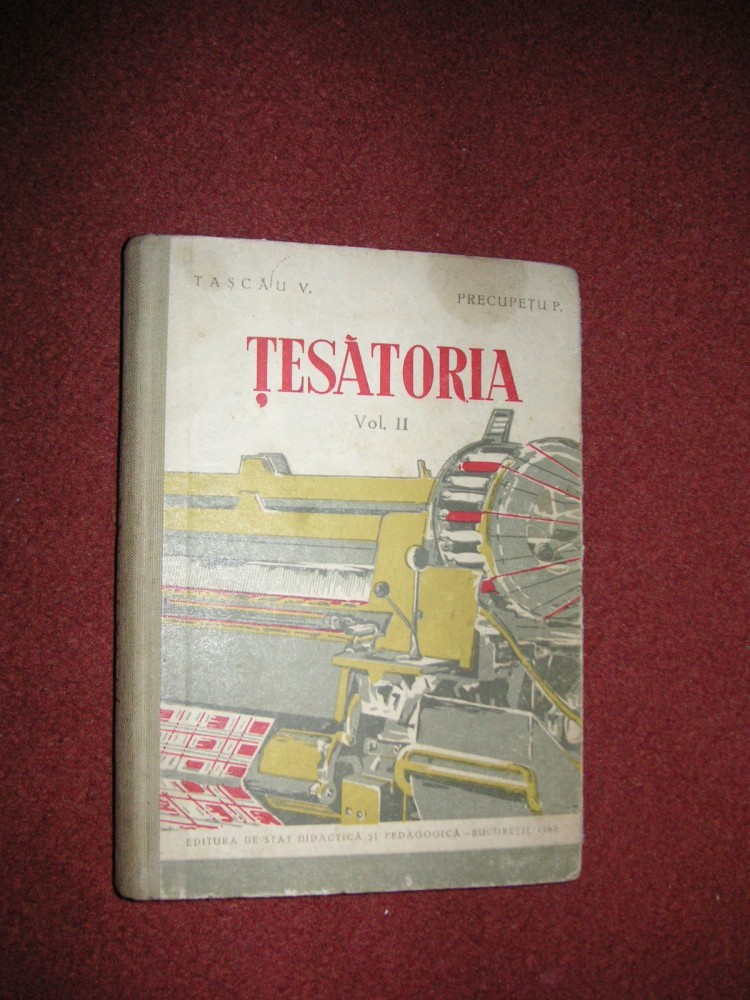 TAȘCĂU V.
PRECUPEȚU P.
ȚESĂTORIA
Vol. II
EDITURA DE STAT DIDACTICĂ ȘI PEDAGOGICĂ — BUCUREȘTI,